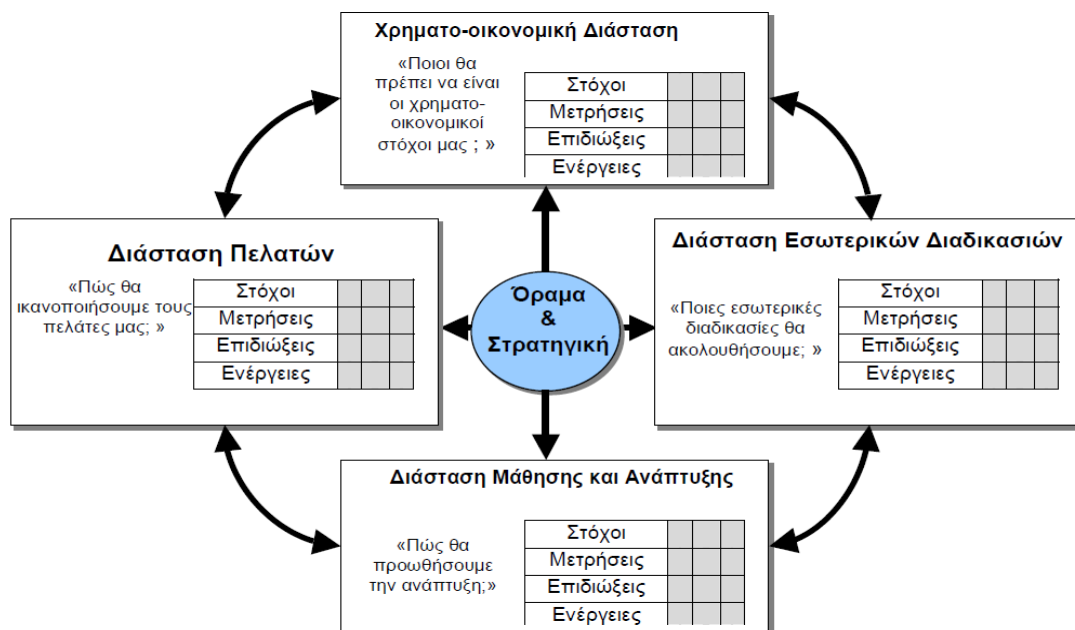 Χρηματο-οικονομική Διάσταση
«Ποιοι θα
πρέπει να είναι
οι χρηματο-
οικονομικοί
στόχοι μας ; »
Στόχοι
Μετρήσεις
Επιδιώξεις
Ενέργειες
Διάσταση Πελατών
«Πώς θα
ικανοποιήσουμε τους
πελάτες μας; »
Στόχοι
Μετρήσεις
Επιδιώξεις
Ενέργειες
Όραμα
&
Στρατηγική
Διάσταση Εσωτερικών Διαδικασιών
«Ποιες εσωτερικές
διαδικασίες θα
ακολουθήσουμε; »
Στόχοι
Μετρήσεις
Επιδιώξεις
Ενέργειες
Διάσταση Μάθησης και Ανάπτυξης
«Πώς θα
προωθήσουμε
την ανάπτυξη;»
Στόχοι
Μετρήσεις
Επιδιώξεις
Ενέργειες